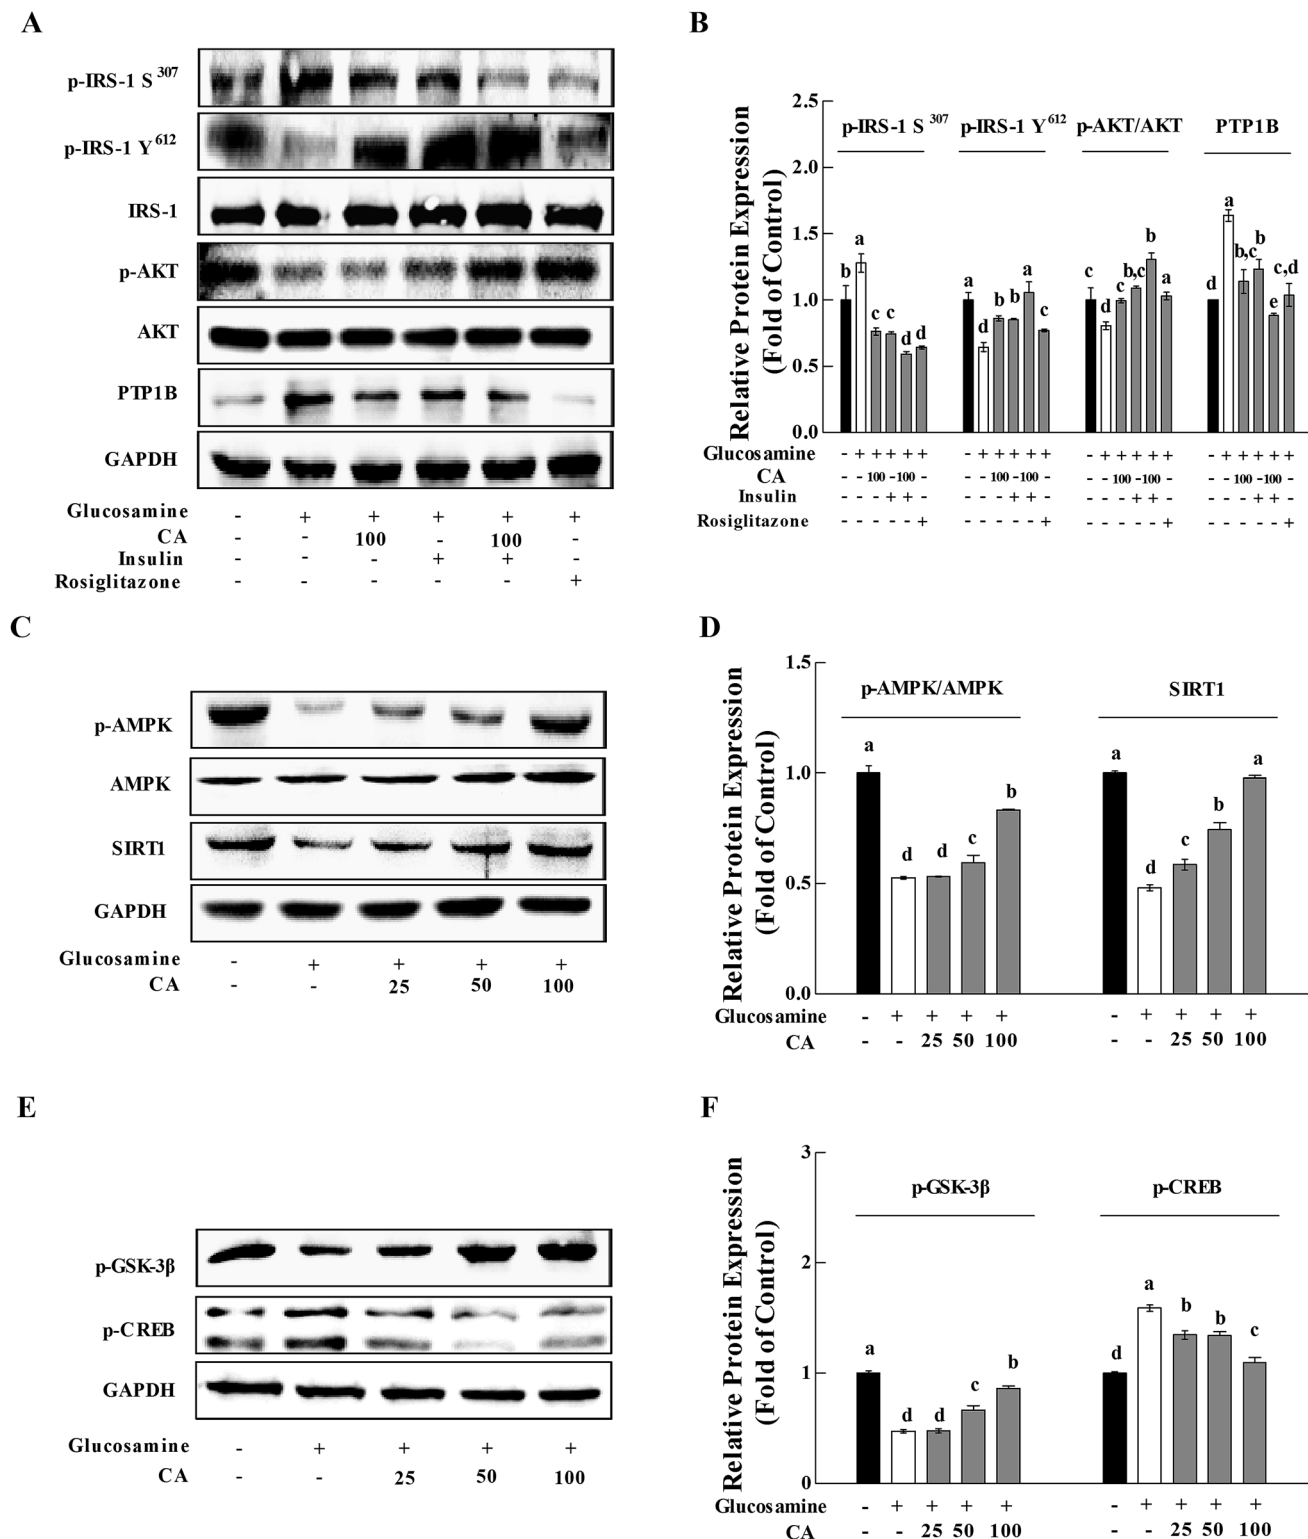 A
p-IRS-1 S 307
p-IRS-1 Y612
IRS-1
p-AKT
AKT
PTP1B
GAPDH
Glucosamine - + + + + +
CA - - 100 - 100 -
Insulin - - - + + -
Rosiglitazone - - - - - +
B
Relative Protein Expression
(Fold of Control)
2.5
2.0
1.5
1.0
0.5
0.0
p-IRS-1 S 307 p-IRS-1 Y612 p-AKT/AKT PTP1B
b a c c d d
a d b b a c
c d c b,c b a
d a b,c b e c,d
Glucosamine - + + + + + - + + + + + - + + + + + - + + + + +
CA - - 100 - 100 - - - 100 - 100 - - - 100 - 100 - - - 100 - 100 -
Insulin - - - + + - - - - + + - - - - + + - - - - + + -
Rosiglitazone - - - - - + - - - - - + - - - - - + - - - - - +
C
p-AMPK
AMPK
SIRT1
GAPDH
Glucosamine - + + + +
CA - - 25 50 100
D
Relative Protein Expression
(Fold of Control)
1.5
1.0
0.5
0.0
p-AMPK/AMPK SIRT1
a d d c b
a d c b a
Glucosamine - + + + + - + + + +
CA - - 25 50 100 - - 25 50 100
E
p-GSK-3β
p-CREB
GAPDH
Glucosamine - + + + +
CA - - 25 50 100
F
Relative Protein Expression
(Fold of Control)
3
2
1
0
p-GSK-3β p-CREB
a d d c b
d a b b c
Glucosamine - + + + + - + + + +
CA - - 25 50 100 - - 25 50 100